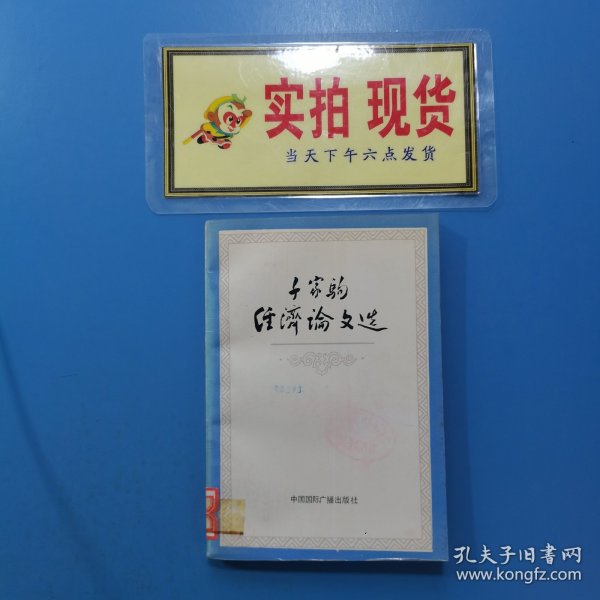 实拍 现货
当天下午六点发货
千家驹
经济论文选
中国国际广播出版社
孔夫子旧书网
www.kongfz.com